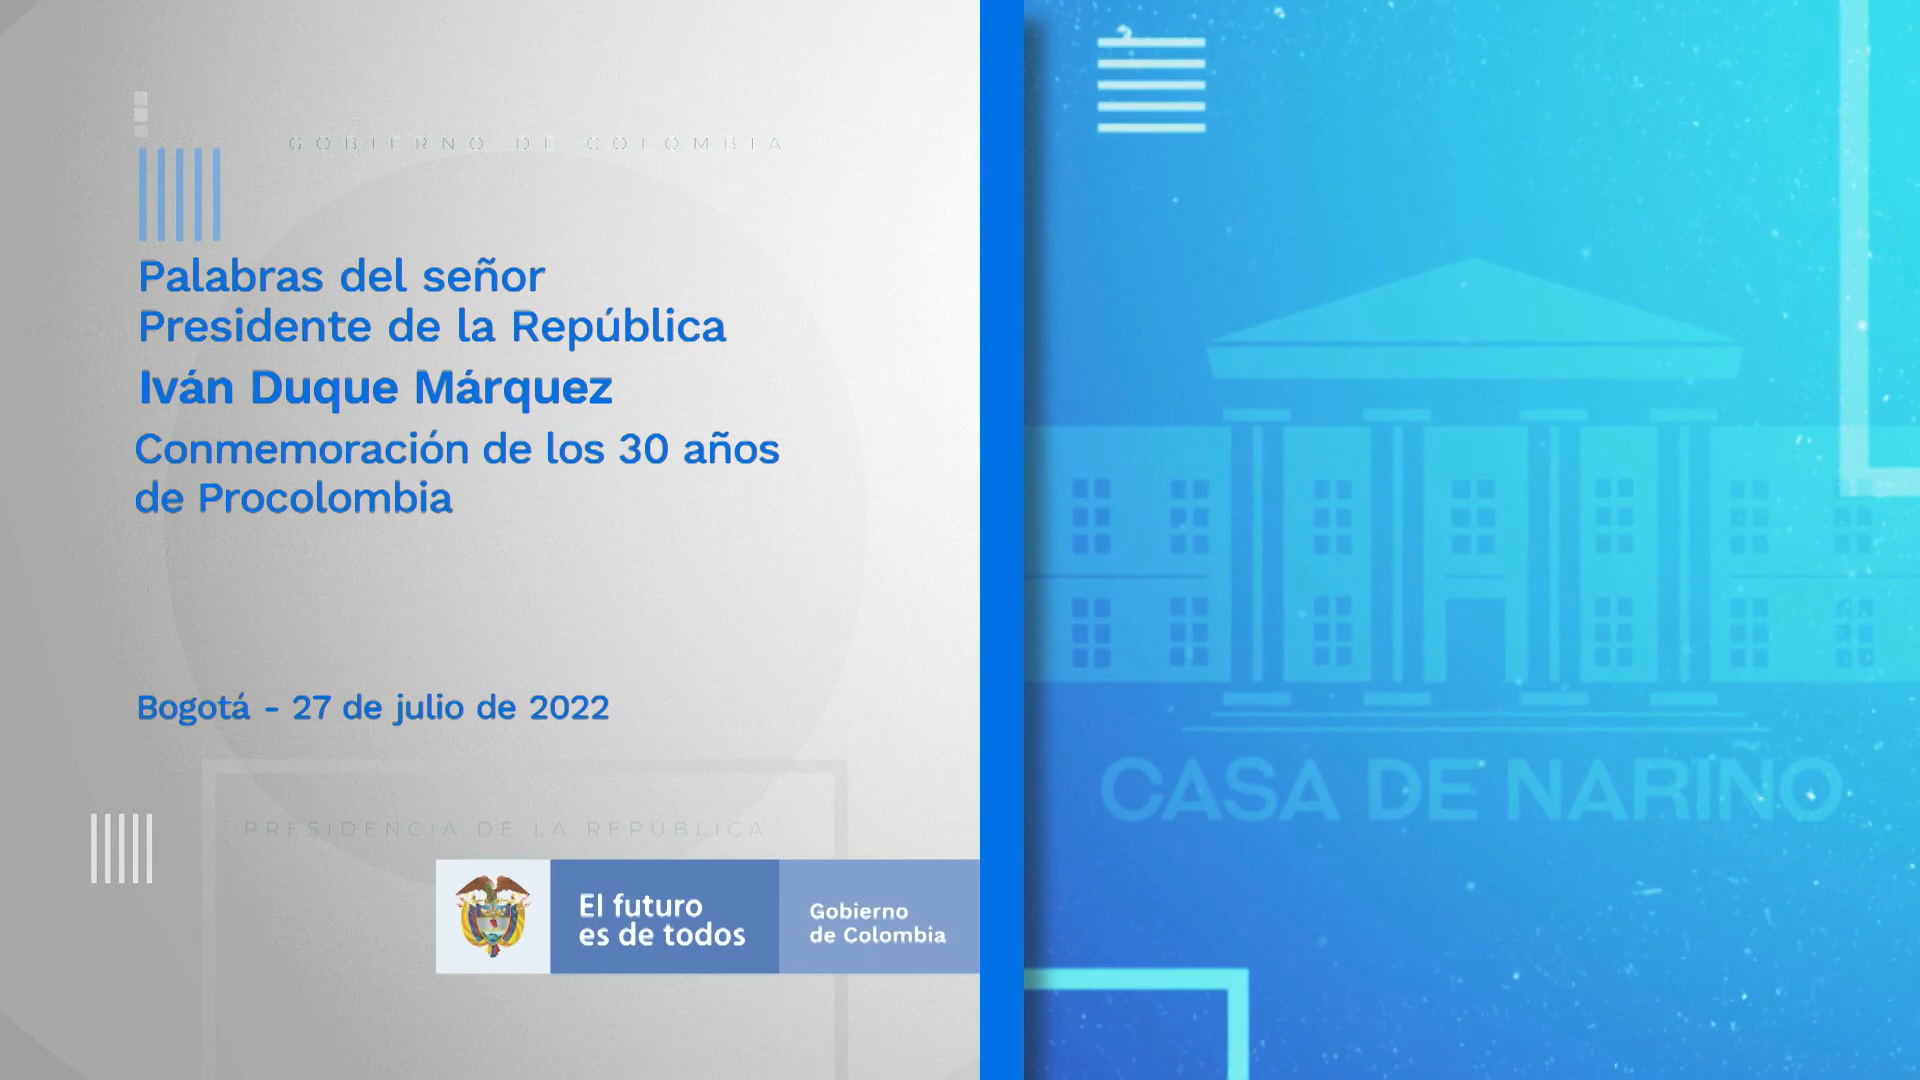 GOBIERNO DE COLOMBIA
Palabras del señor
Presidente de la República
Iván Duque Márquez
Conmemoración de los 30 años
de Procolombia
Bogotá - 27 de julio de 2022
PRESIDENCIA DE LA REPÚBLICA
El futuro
es de todos
Gobierno
de Colombia
CASA DE NARIÑO